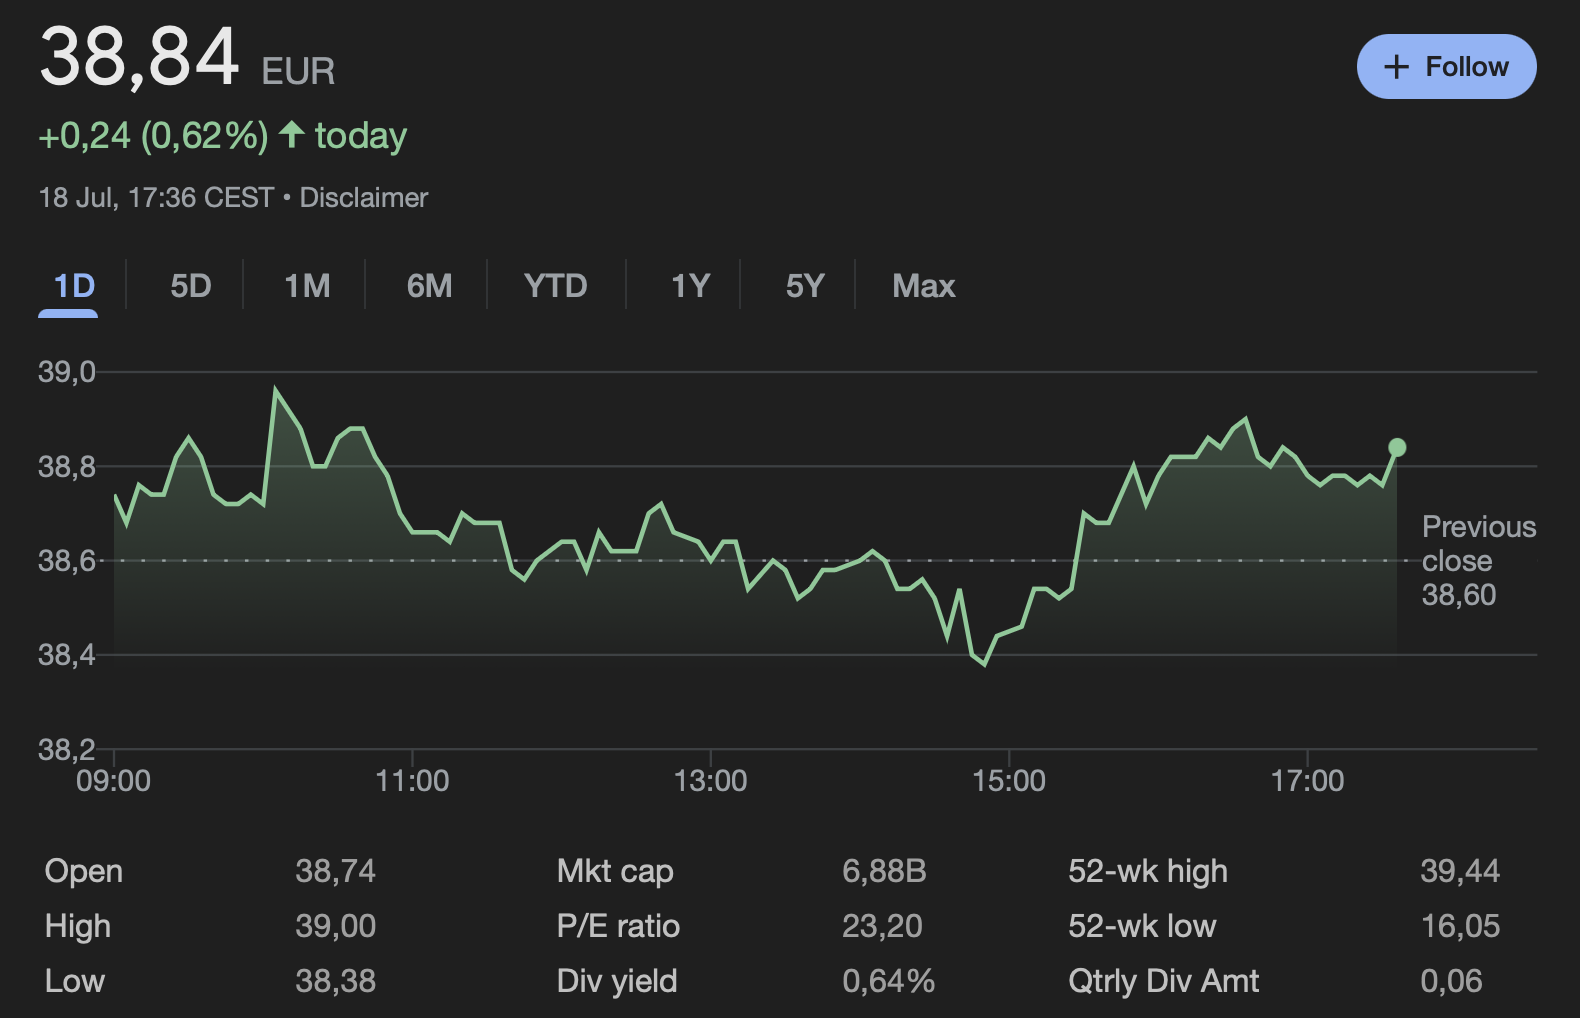 38,84 EUR
+ Follow
+0,24 (0,62%) ↑ today
18 Jul, 17:36 CEST • Disclaimer
1D 5D 1M 6M YTD 1Y 5Y Max
39,0
38,8
38,6
38,4
38,2
Previous
close
38,60
09:00 11:00 13:00 15:00 17:00
Open 38,74 Mkt cap 6,88B 52-wk high 39,44
High 39,00 P/E ratio 23,20 52-wk low 16,05
Low 38,38 Div yield 0,64% Qtrly Div Amt 0,06